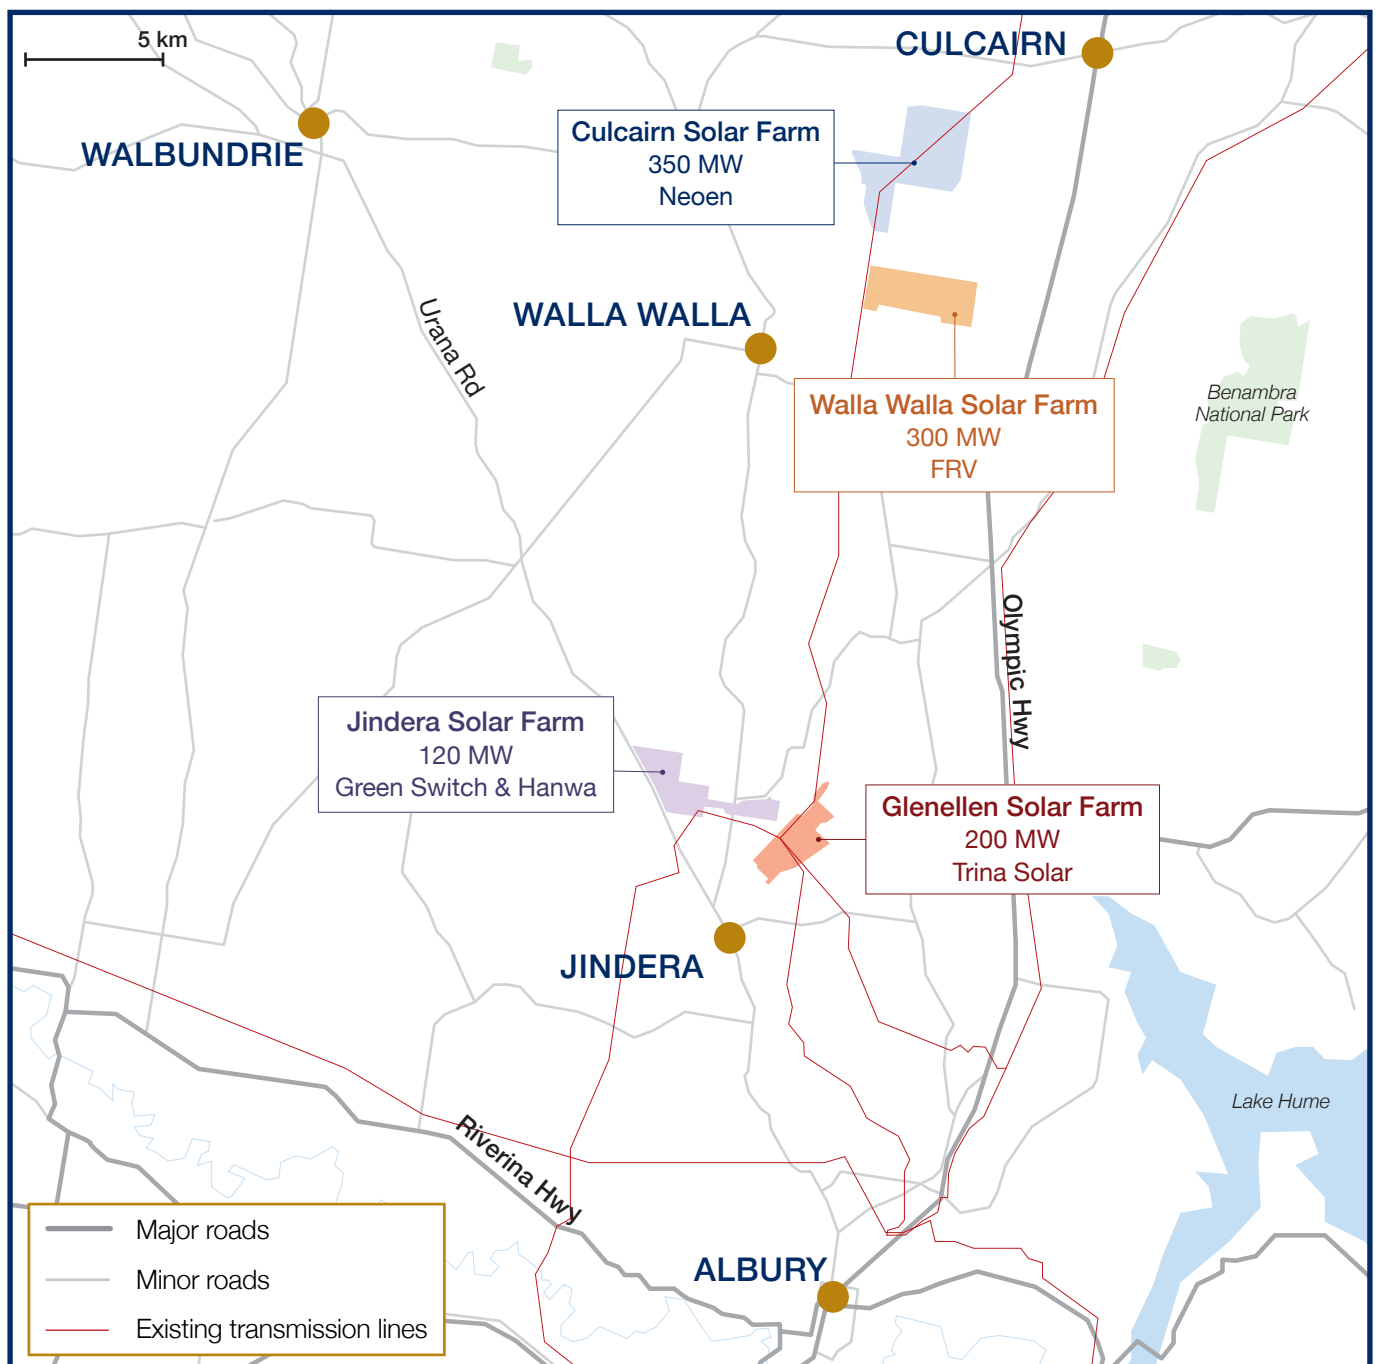 5 km
CULCAIRN
WALBUNDRIE
Culcairn Solar Farm
350 MW
Neoen
WALLA WALLA
Urana Rd
Walla Walla Solar Farm
300 MW
FRV
Benambra
National Park
Olympic Hwy
Jindera Solar Farm
120 MW
Green Switch & Hanwa
Glenellen Solar Farm
200 MW
Trina Solar
JINDERA
Lake Hume
Riverina Hwy
ALBURY
Major roads
Minor roads
Existing transmission lines